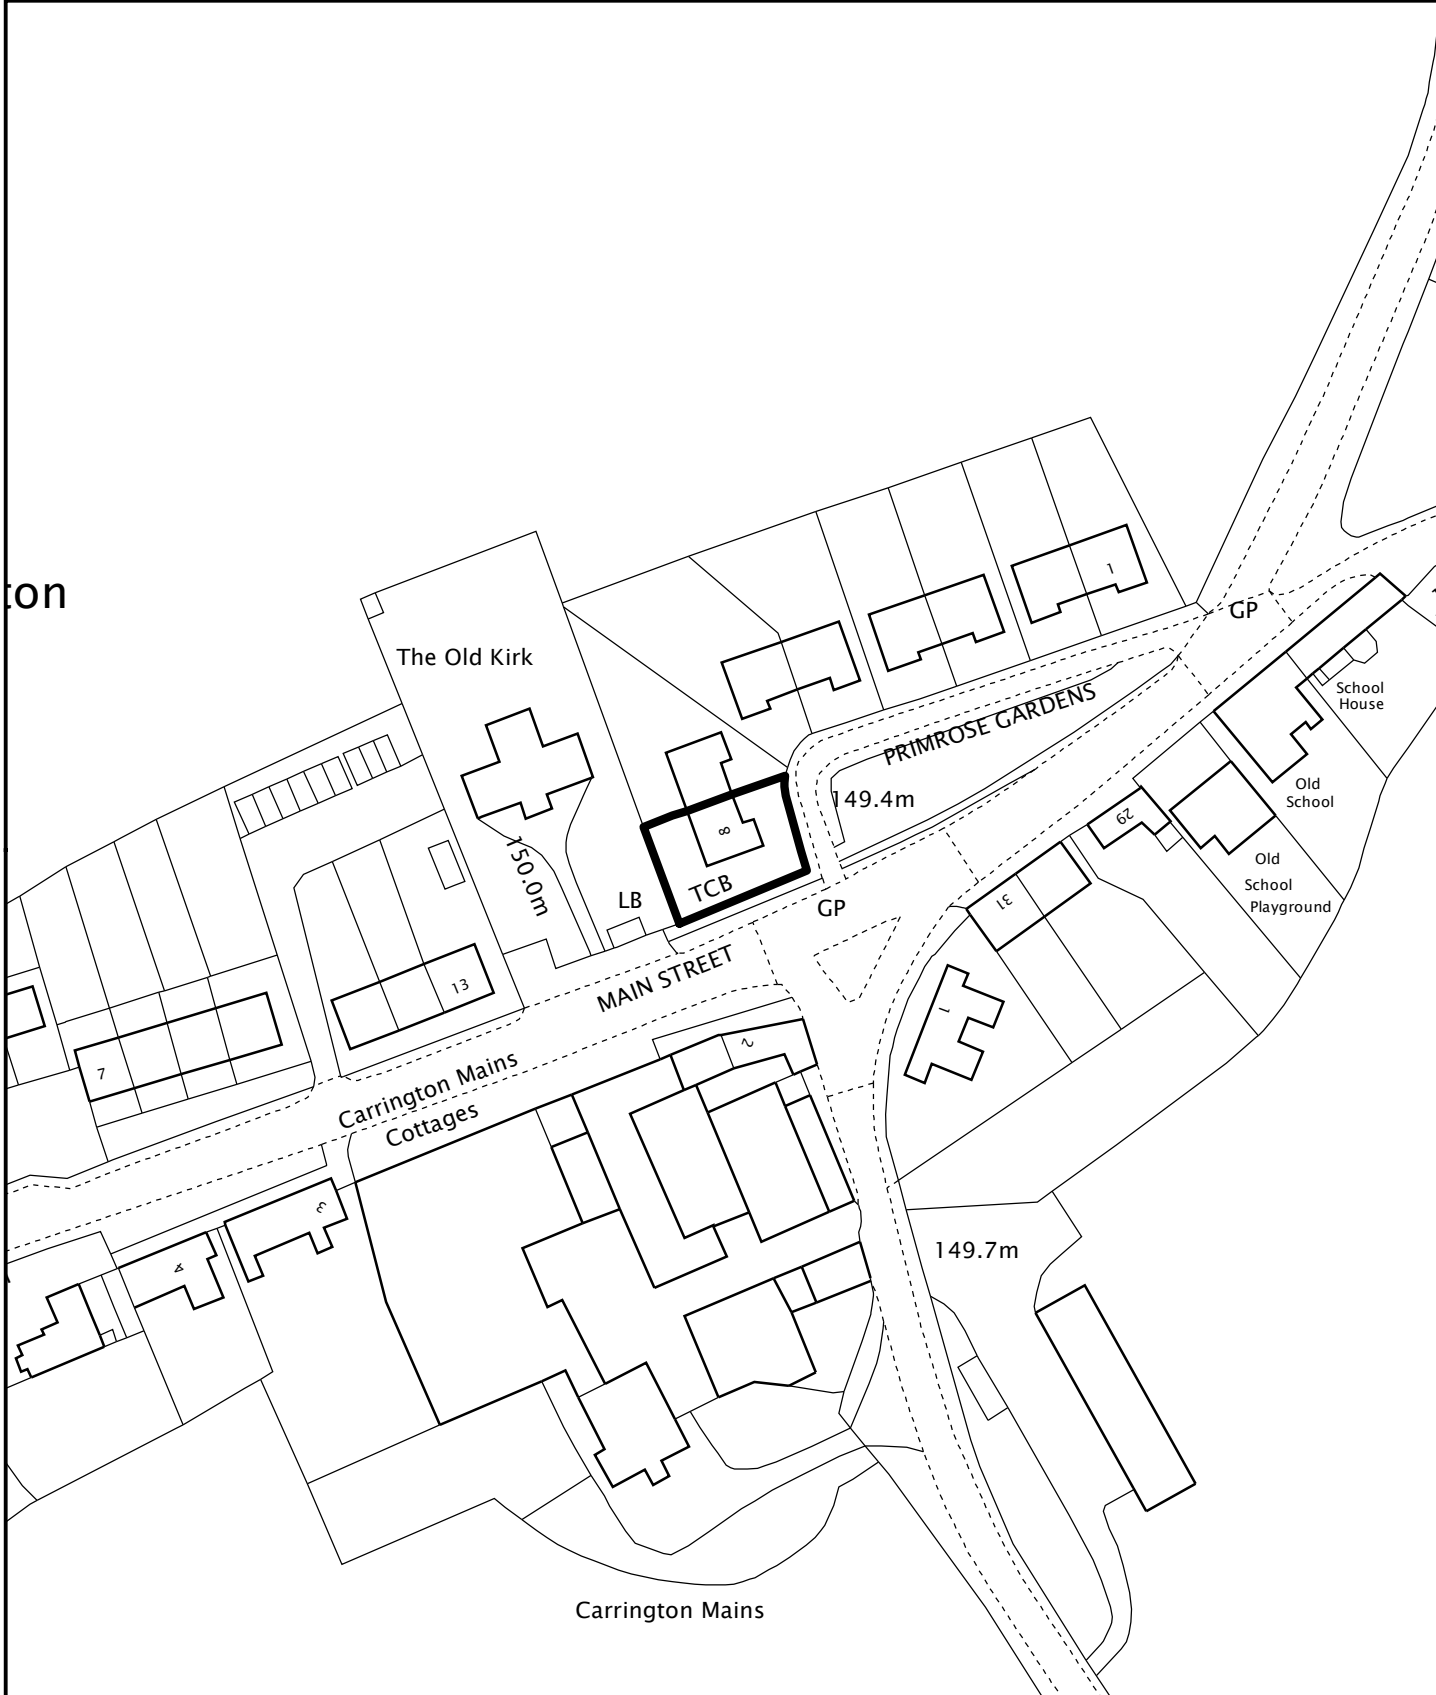 ton
The Old Kirk
1
GP
School
House
PRIMROSE GARDENS
149.4m
Old
School
8
29
TCB
150.0m
LB
GP
Old
School
Playground
31
MAIN STREET
13
1
2
7
Carrington Mains
Cottages
3
4
149.7m
Carrington Mains